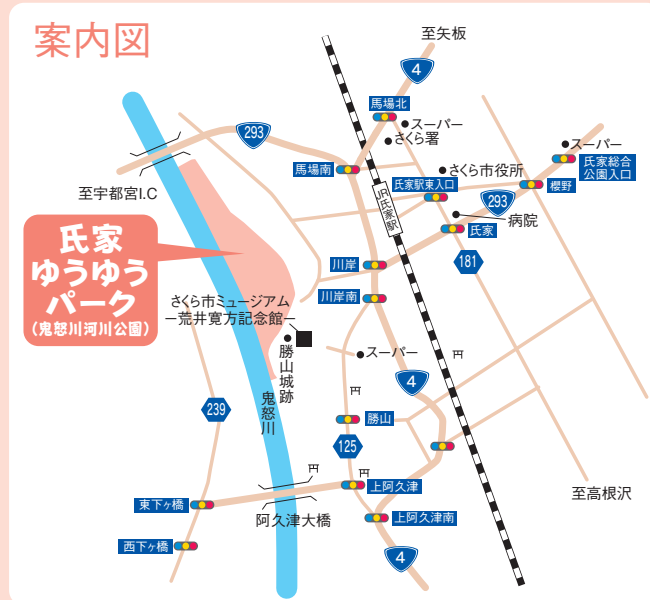 案内図
至矢板
4
馬場北
スーパー
さくら署
293
馬場南
スーパー
氏家総合
公園入口
さくら市役所
櫻野
至宇都宮I.C
JR氏家駅
氏家駅東入口
293
病院
氏家
氏家
ゆうゆう
パーク
(鬼怒川河川公園)
川岸
181
川岸南
さくら市ミュージアム
ー荒井寛方記念館ー
勝山城跡
スーパー
4
鬼怒川
239
勝山
125
上阿久津
至高根沢
東下ヶ橋
阿久津大橋
上阿久津南
西下ヶ橋
4